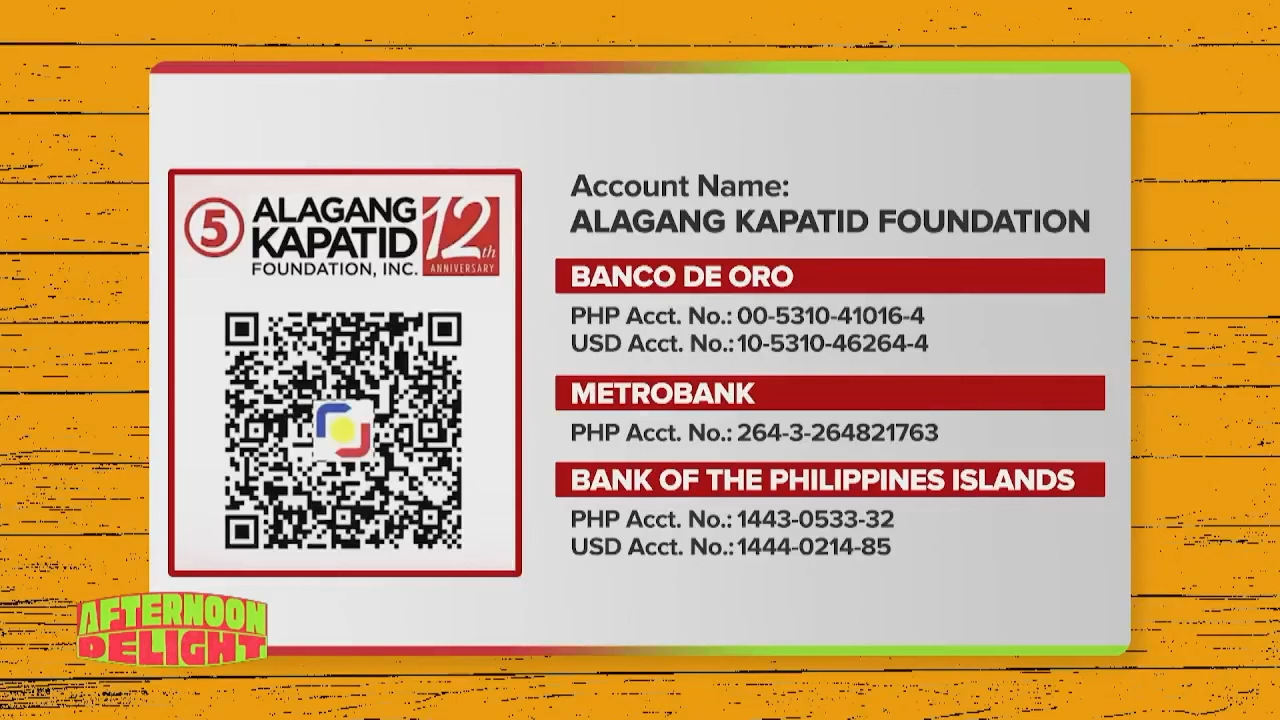 5 ALAGANG KAPATID FOUNDATION, INC.
12th ANNIVERSARY
Account Name:
ALAGANG KAPATID FOUNDATION
BANCO DE ORO
PHP Acct. No.: 00-5310-41016-4
USD Acct. No.: 10-5310-46264-4
METROBANK
PHP Acct. No.: 264-3-264821763
BANK OF THE PHILIPPINES ISLANDS
PHP Acct. No.: 1443-0533-32
USD Acct. No.: 1444-0214-85
AFTERNOON
DELIGHT